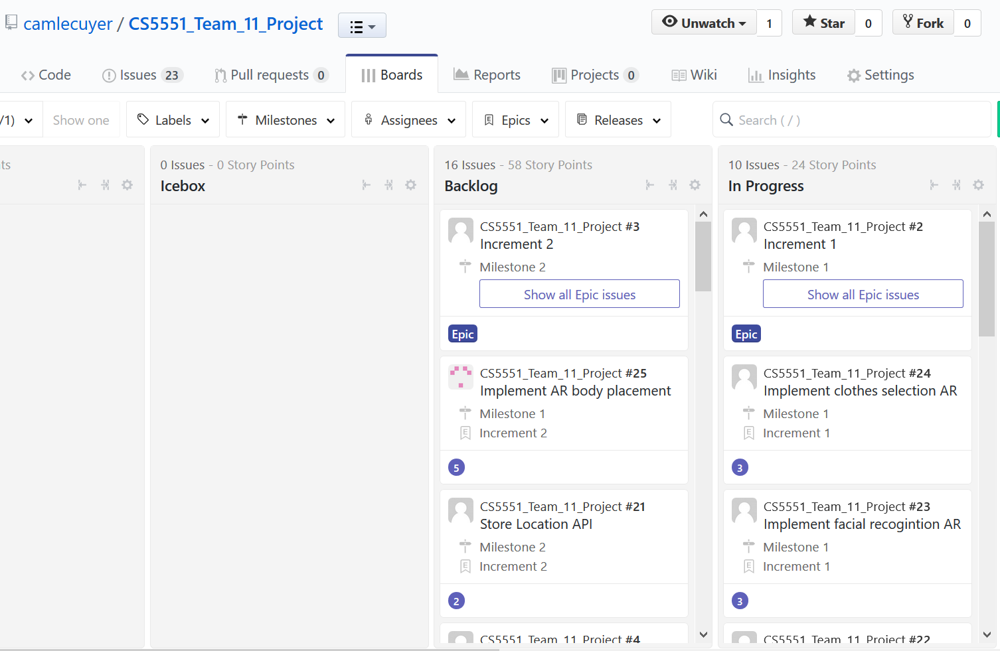 camlecuyer / CS5551_Team_11_Project
Unwatch 1
Star 0
Fork 0
Code
Issues 23
Pull requests 0
Boards
Reports
Projects 0
Wiki
Insights
Settings
/1)
Show one
Labels
Milestones
Assignees
Epics
Releases
Search ( / )
ts
0 Issues - 0 Story Points
Icebox
16 Issues - 58 Story Points
Backlog
CS5551_Team_11_Project #3
Increment 2
Milestone 2
Show all Epic issues
Epic
CS5551_Team_11_Project #25
Implement AR body placement
Milestone 1
E Increment 2
5
CS5551_Team_11_Project #21
Store Location API
Milestone 2
E Increment 2
2
CS5551_Team_11_Project #4
10 Issues - 24 Story Points
In Progress
CS5551_Team_11_Project #2
Increment 1
Milestone 1
Show all Epic issues
Epic
CS5551_Team_11_Project #24
Implement clothes selection AR
Milestone 1
E Increment 1
3
CS5551_Team_11_Project #23
Implement facial recogintion AR
Milestone 1
E Increment 1
3
CS5551_Team_11_Project #22